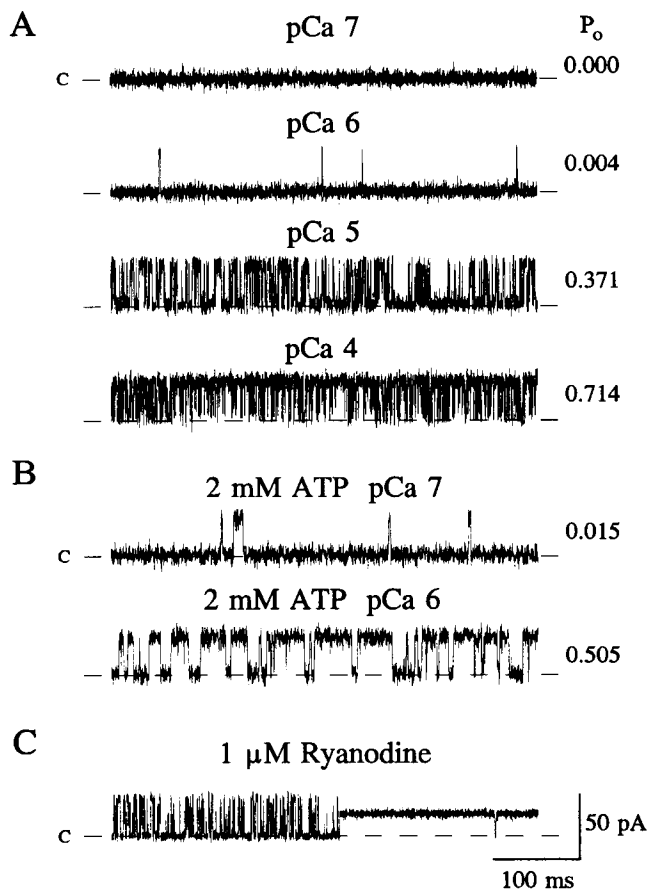 A
pCa 7
P₀
c
0.000
pCa 6
0.004
pCa 5
0.371
pCa 4
0.714
B
2 mM ATP pCa 7
c
0.015
2 mM ATP pCa 6
0.505
C
1 μM Ryanodine
c
50 pA
100 ms